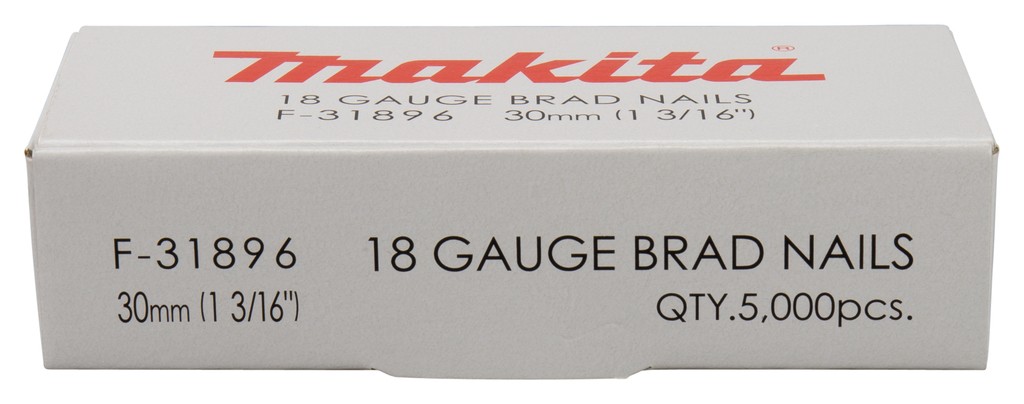 makita®
18 GAUGE BRAD NAILS
F-31896 30mm (1 3/16")
F-31896 18 GAUGE BRAD NAILS
30mm (1 3/16") QTY.5,000pcs.